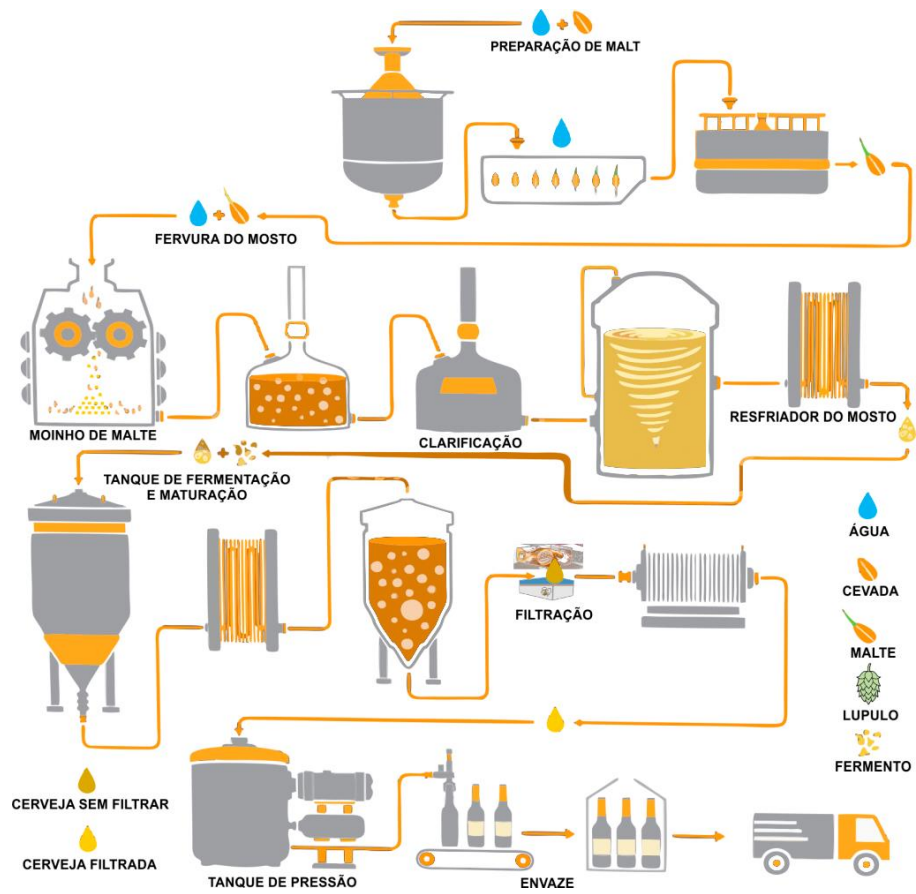 PREPARAÇÃO DE MALT
FERVURA DO MOSTO
MOINHO DE MALTE
CLARIFICAÇÃO
RESFRIADOR DO MOSTO
TANQUE DE FERMENTAÇÃO
E MATURAÇÃO
ÁGUA
CEVADA
FILTRAÇÃO
MALTE
LUPULO
FERMENTO
CERVEJA SEM FILTRAR
CERVEJA FILTRADA
TANQUE DE PRESSÃO
ENVAZE